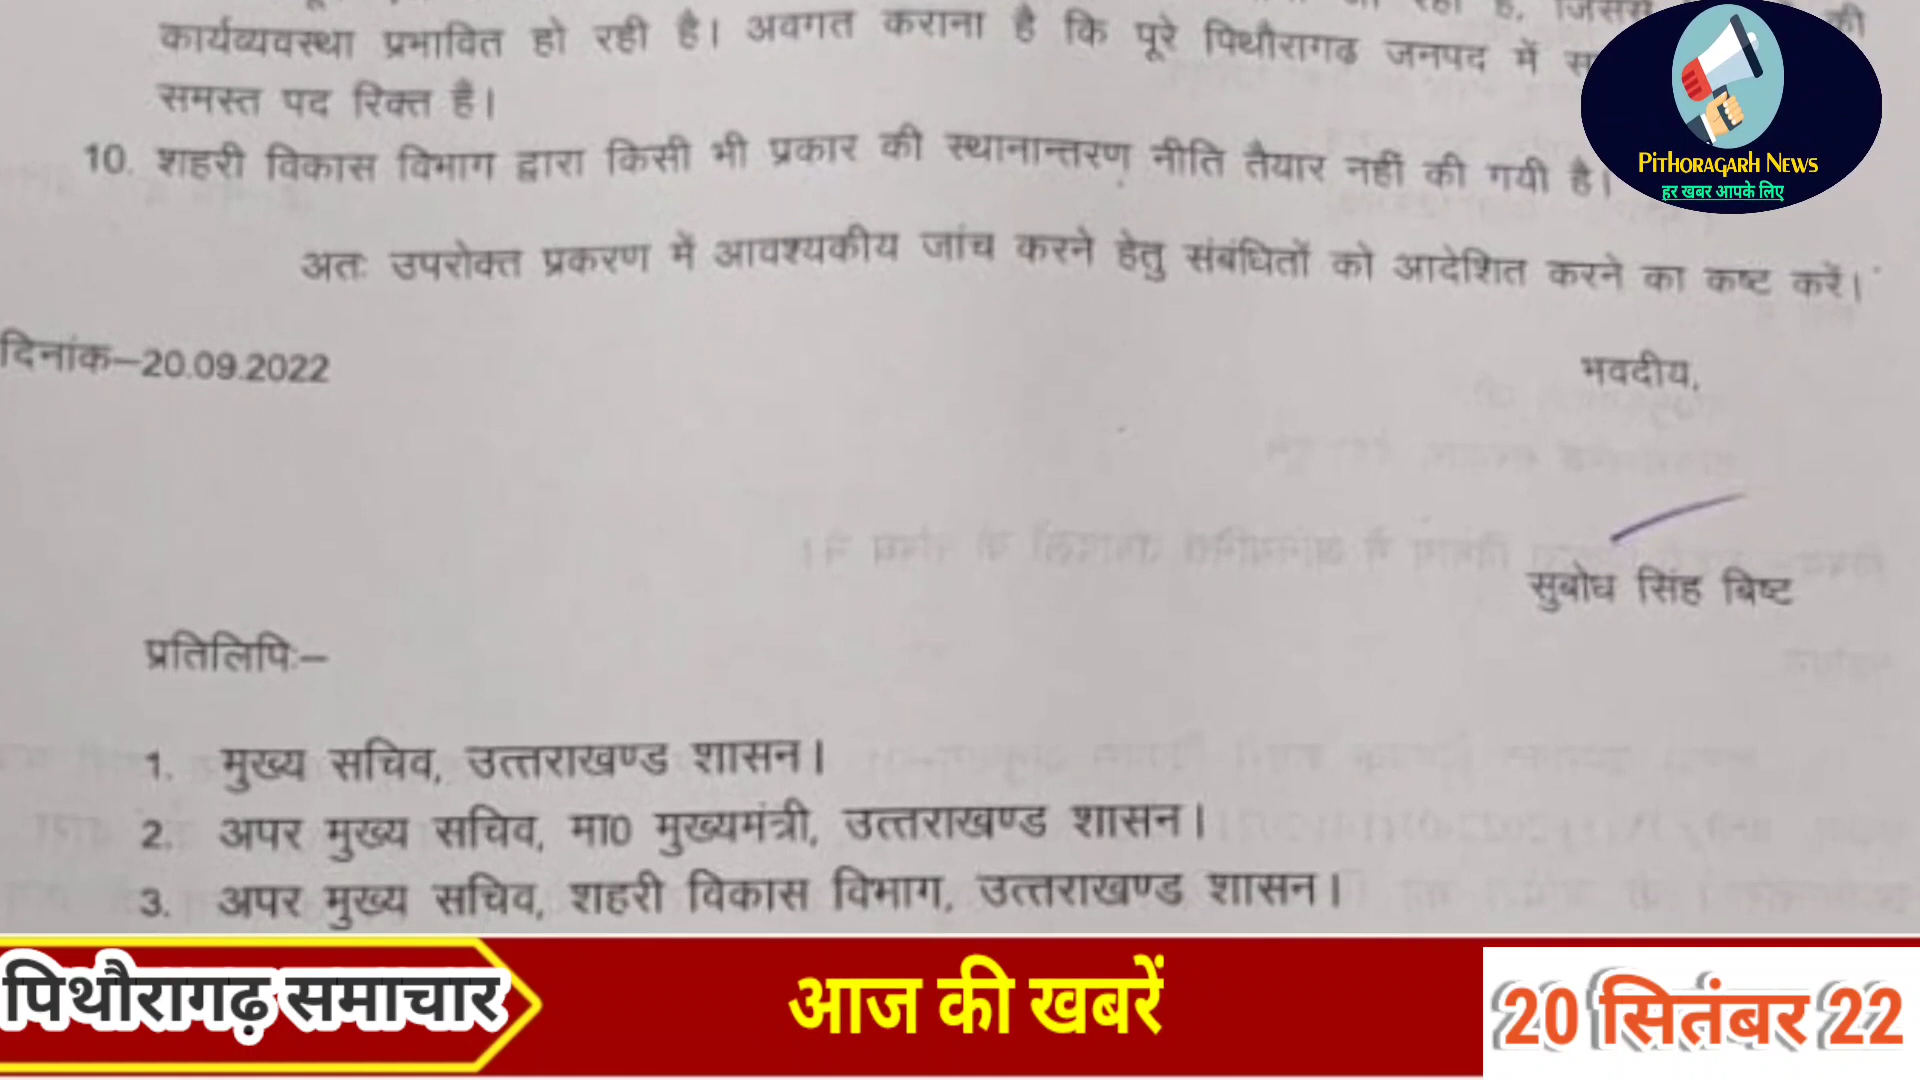 कार्यव्यवस्था प्रभावित हो रही है। अवगत कराना है कि पूरे पिथौरागढ जनपद में
समस्त पद रिक्त है।
10. शहरी विकास विभाग द्वारा किसी भी प्रकार की स्थानान्तरण नीति तैयार नहीं की गयी है।
अतः उपरोक्त प्रकरण में आवश्यकीय जांच करने हेतु संबंधितों को आदेशित करने का कष्ट करें।
दिनांक–20.09.2022
भवदीय,
सुबोध सिंह बिष्ट
प्रतिलिपिः–
1. मुख्य सचिव, उत्तराखण्ड शासन।
2. अपर मुख्य सचिव, मा0 मुख्यमंत्री, उत्तराखण्ड शासन।
3. अपर मुख्य सचिव, शहरी विकास विभाग, उत्तराखण्ड शासन।
PITHORAGARH NEWS
हर खबर आपके लिए
पिथौरागढ़ समाचार
आज की खबरें
20 सितंबर 22